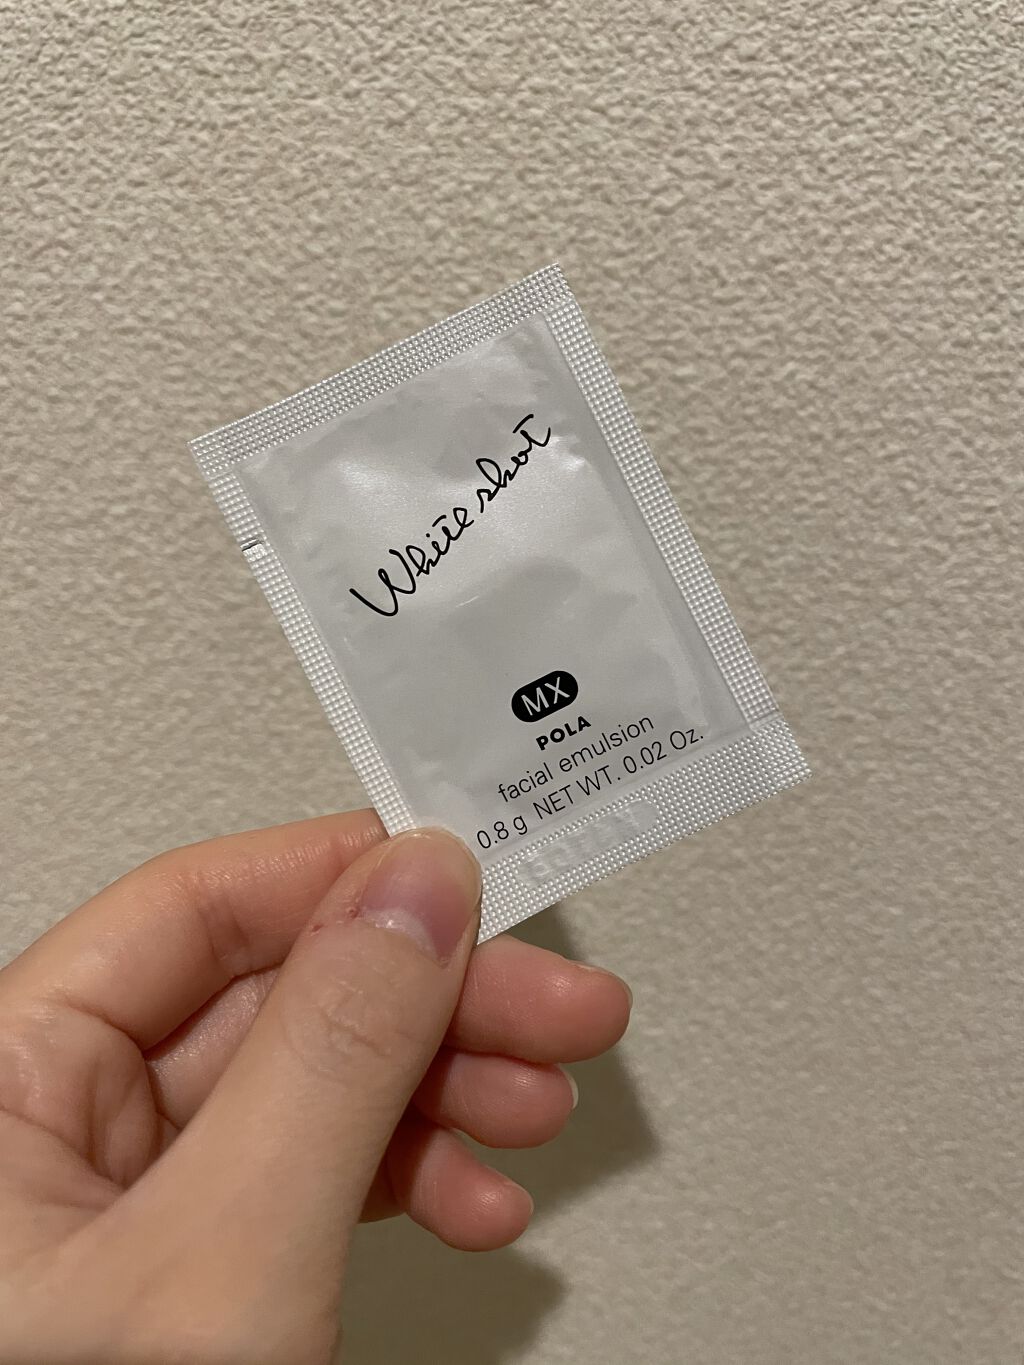 White shot
MX
POLA
facial emulsion
0.8 g NET WT. 0.02 Oz.